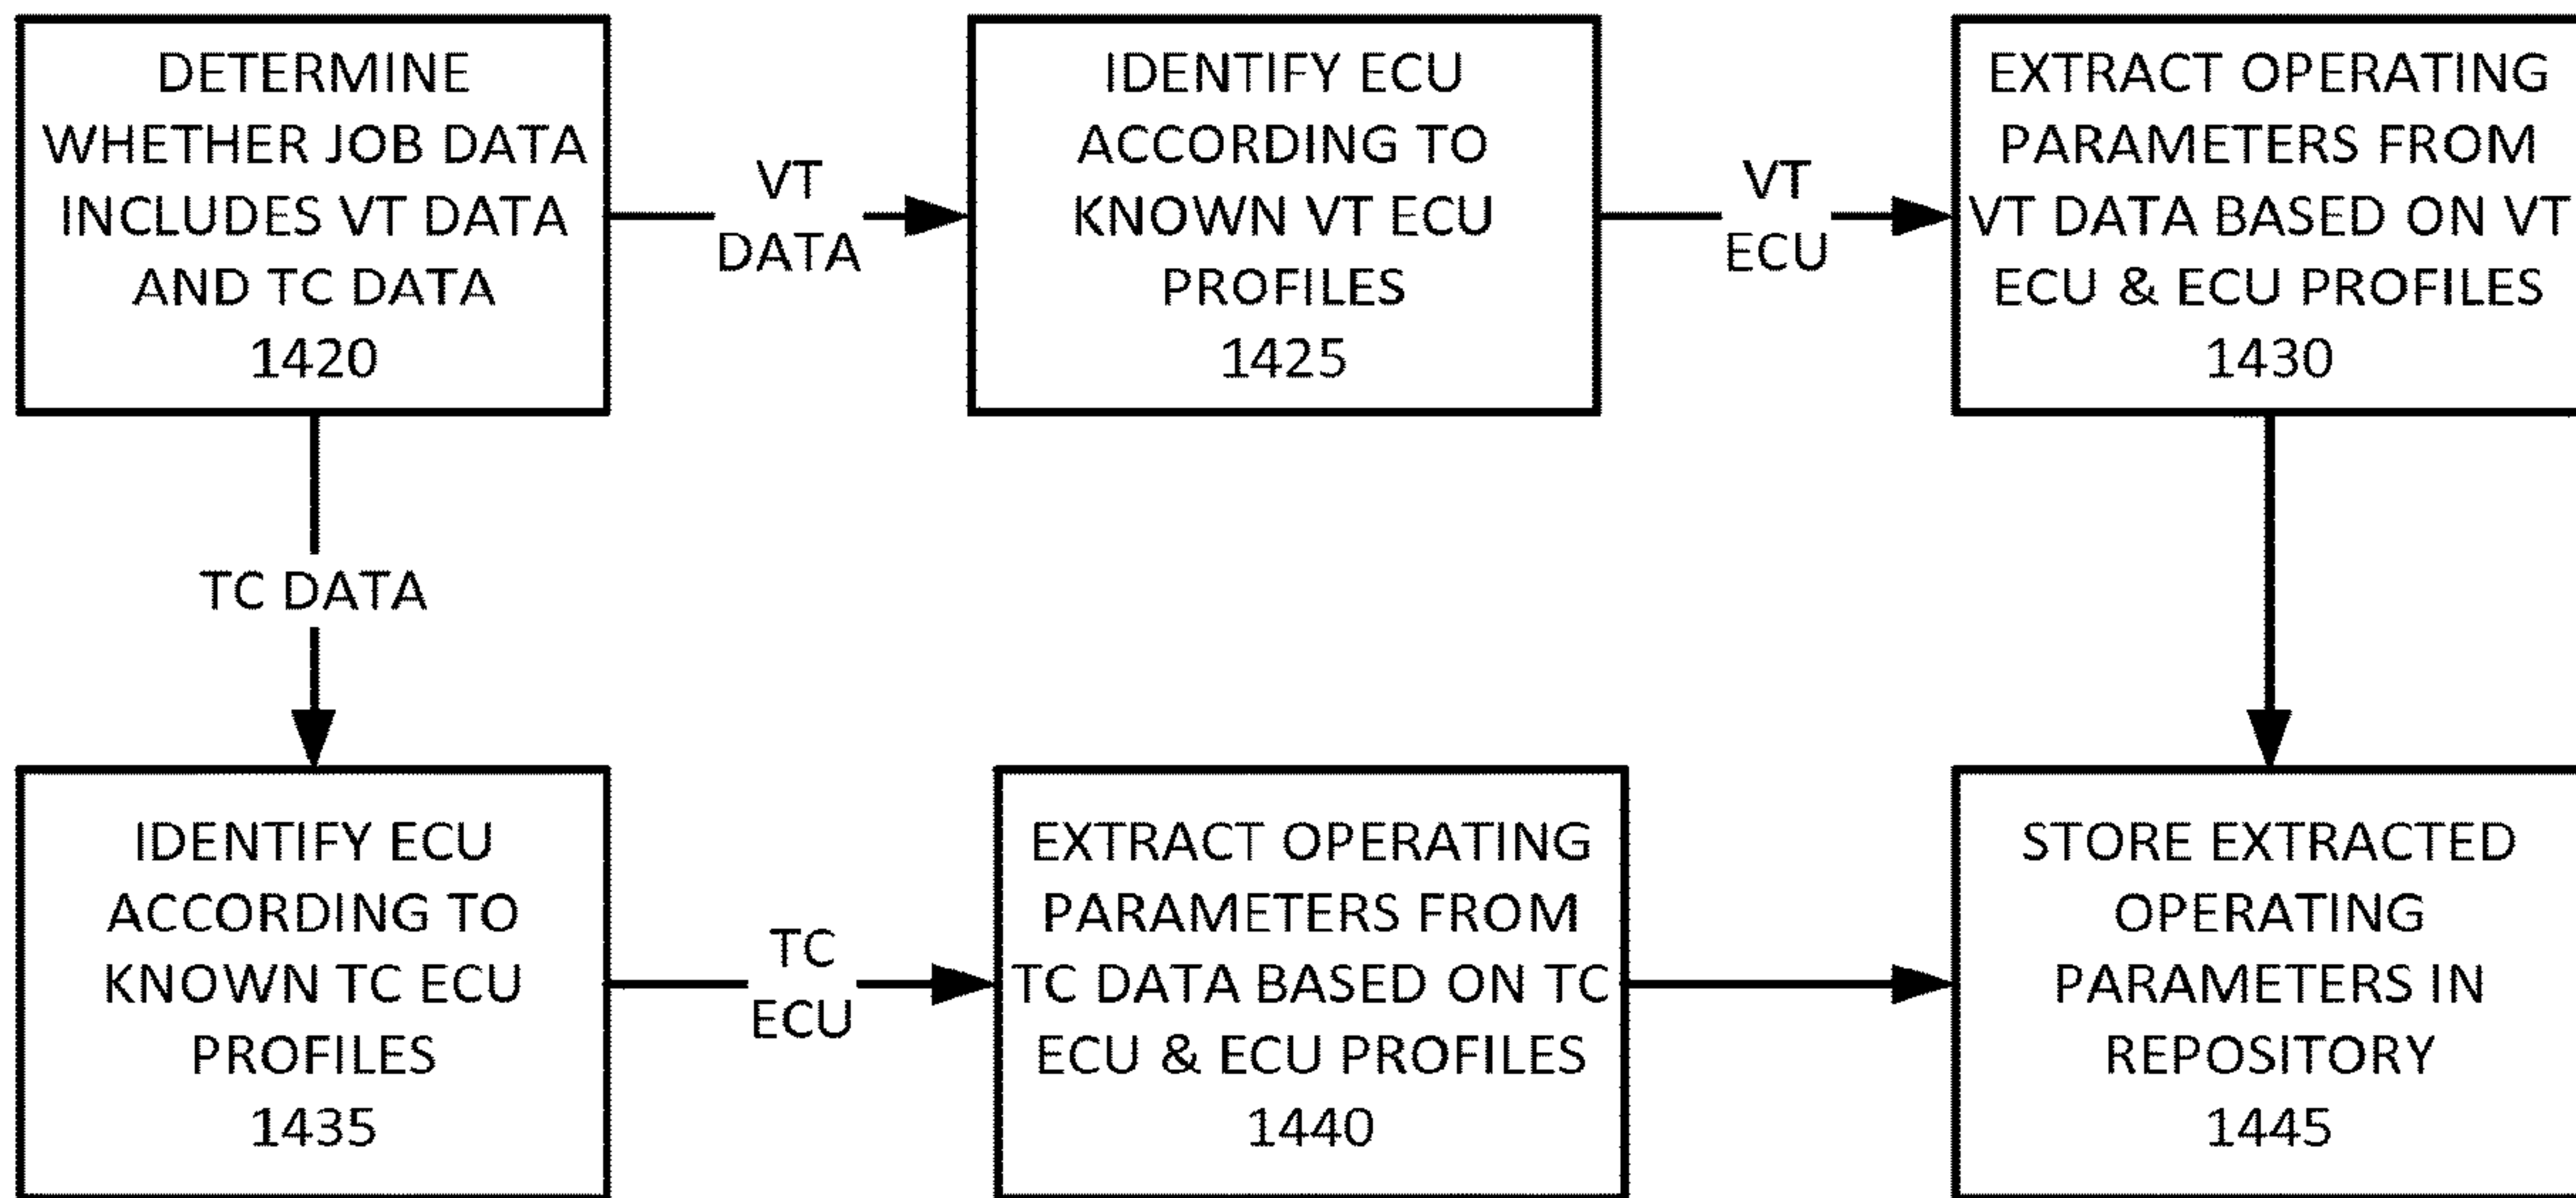 DETERMINE
WHETHER JOB DATA
INCLUDES VT DATA
AND TC DATA
1420
VT
DATA
IDENTIFY ECU
ACCORDING TO
KNOWN VT ECU
PROFILES
1425
VT
ECU
EXTRACT OPERATING
PARAMETERS FROM
VT DATA BASED ON VT
ECU & ECU PROFILES
1430
TC DATA
IDENTIFY ECU
ACCORDING TO
KNOWN TC ECU
PROFILES
1435
TC
ECU
EXTRACT OPERATING
PARAMETERS FROM
TC DATA BASED ON TC
ECU & ECU PROFILES
1440
STORE EXTRACTED
OPERATING
PARAMETERS IN
REPOSITORY
1445